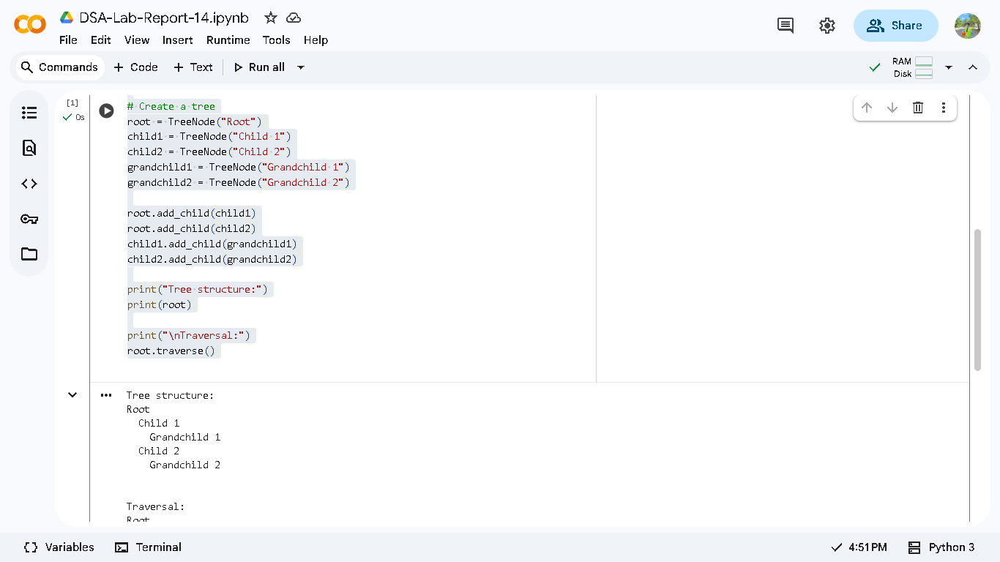 DSA-Lab-Report-14.ipynb
File Edit View Insert Runtime Tools Help
Share
Commands + Code + Text Run all
RAM
Disk
[1]
0s
# Create a tree
root = TreeNode("Root")
child1 = TreeNode("Child 1")
child2 = TreeNode("Child 2")
grandchild1 = TreeNode("Grandchild 1")
grandchild2 = TreeNode("Grandchild 2")
root.add_child(child1)
root.add_child(child2)
child1.add_child(grandchild1)
child2.add_child(grandchild2)
print("Tree structure:")
print(root)
print("\nTraversal:")
root.traverse()
Tree structure:
Root
Child 1
Grandchild 1
Child 2
Grandchild 2
Traversal:
Root
Variables Terminal 4:51 PM Python 3